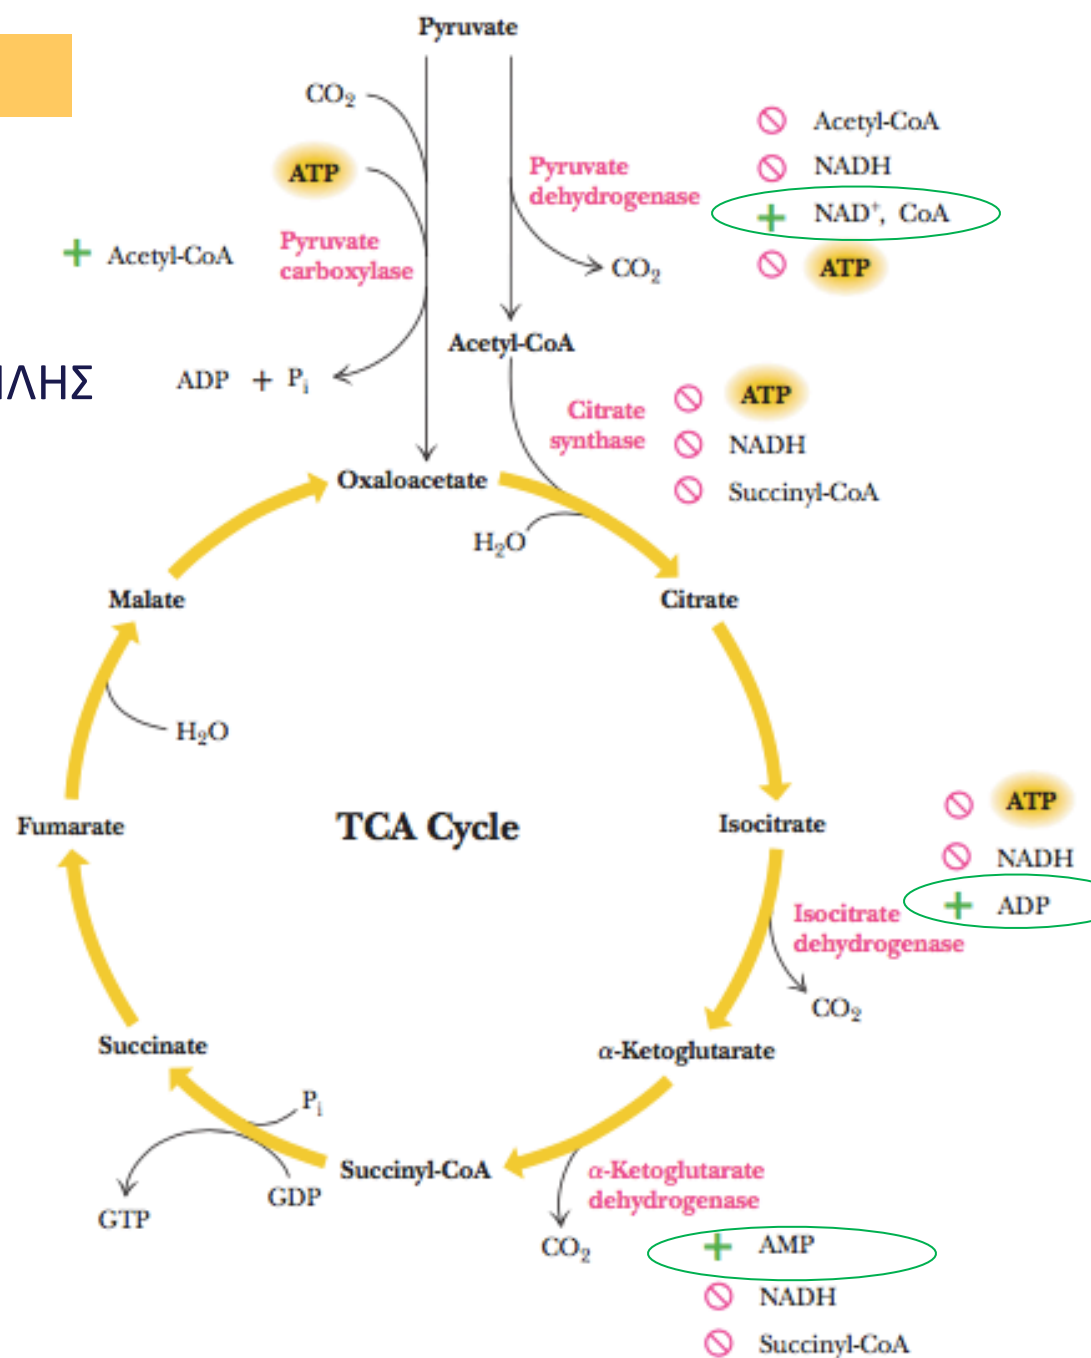 Pyruvate
CO₂
ATP
Pyruvate
dehydrogenase
Acetyl-CoA
NADH
+ NAD⁺, CoA
ATP
+ Acetyl-CoA
Pyruvate
carboxylase
CO₂
Acetyl-CoA
ADP + Pᵢ
ΛΗΣ
Citrate
synthase
ATP
NADH
Succinyl-CoA
Oxaloacetate
H₂O
Malate
Citrate
H₂O
Fumarate
TCA Cycle
Isocitrate
ATP
NADH
+ ADP
Isocitrate
dehydrogenase
CO₂
Succinate
α-Ketoglutarate
Pᵢ
Succinyl-CoA
GDP
GTP
α-Ketoglutarate
dehydrogenase
CO₂
+ AMP
NADH
Succinyl-CoA